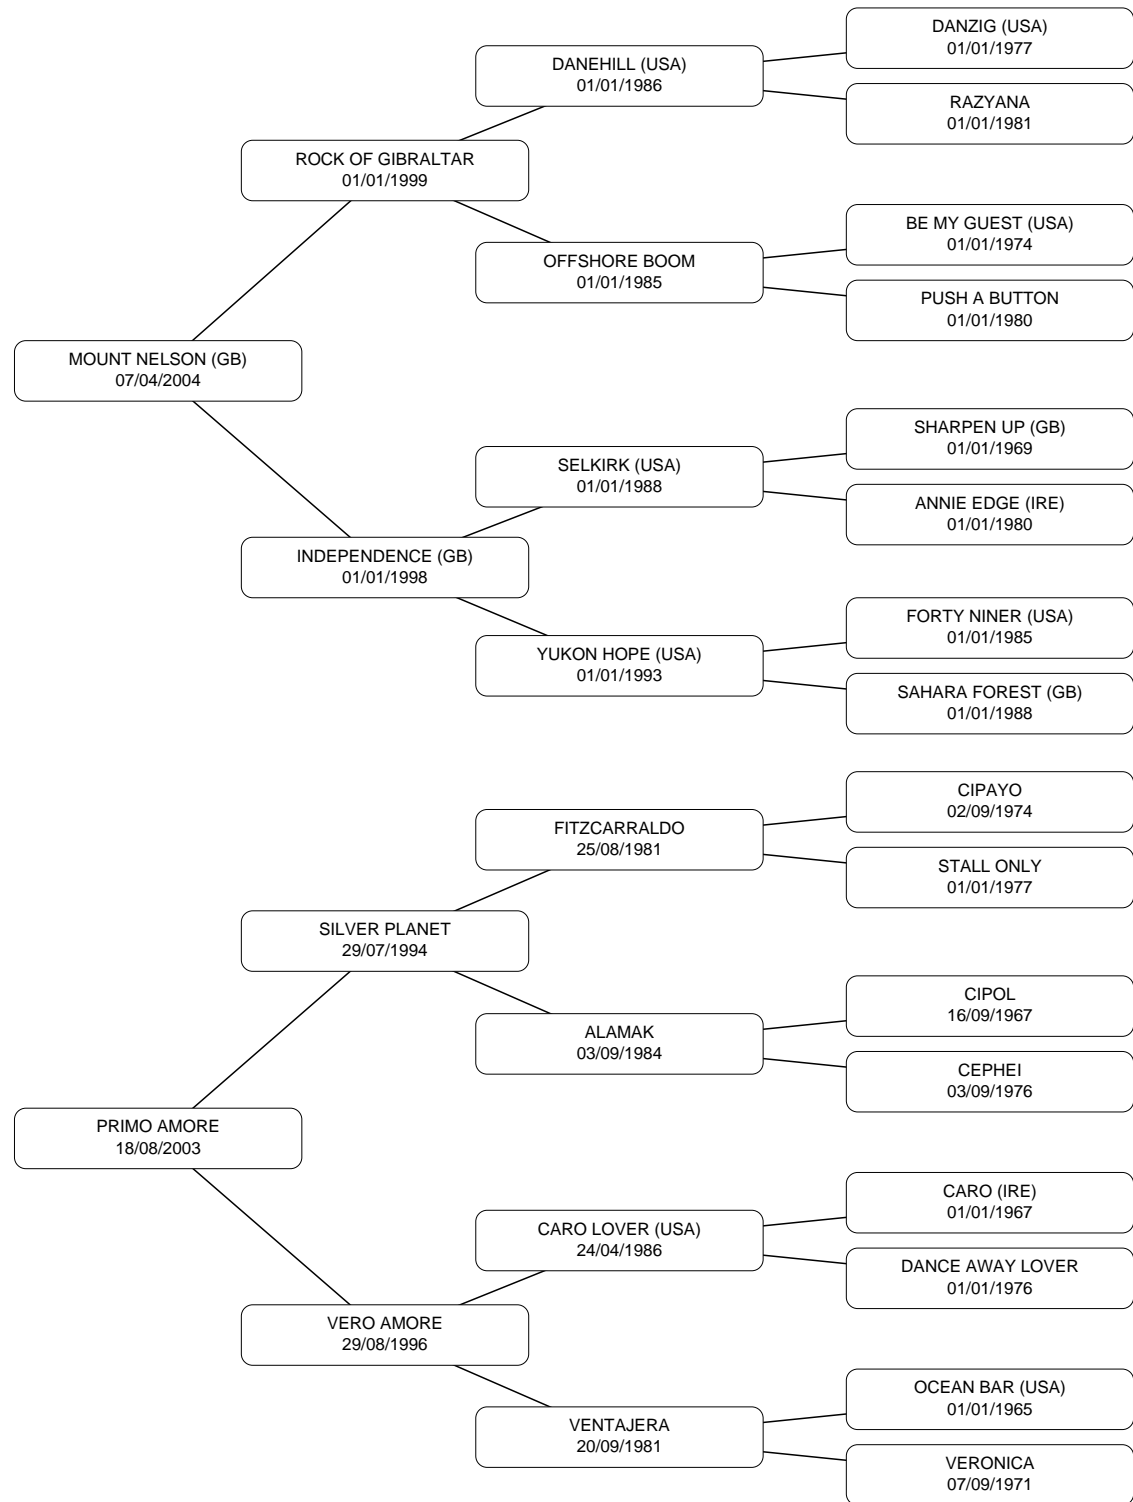 DANZIG (USA)
01/01/1977
DANEHILL (USA)
01/01/1986
RAZYANA
01/01/1981
ROCK OF GIBRALTAR
01/01/1999
BE MY GUEST (USA)
01/01/1974
OFFSHORE BOOM
01/01/1985
PUSH A BUTTON
01/01/1980
MOUNT NELSON (GB)
07/04/2004
SHARPEN UP (GB)
01/01/1969
SELKIRK (USA)
01/01/1988
ANNIE EDGE (IRE)
01/01/1980
INDEPENDENCE (GB)
01/01/1998
FORTY NINER (USA)
01/01/1985
YUKON HOPE (USA)
01/01/1993
SAHARA FOREST (GB)
01/01/1988
CIPAYO
02/09/1974
FITZCARRALDO
25/08/1981
STALL ONLY
01/01/1977
SILVER PLANET
29/07/1994
CIPOL
16/09/1967
ALAMAK
03/09/1984
CEPHEI
03/09/1976
PRIMO AMORE
18/08/2003
CARO (IRE)
01/01/1967
CARO LOVER (USA)
24/04/1986
DANCE AWAY LOVER
01/01/1976
VERO AMORE
29/08/1996
OCEAN BAR (USA)
01/01/1965
VENTAJERA
20/09/1981
VERONICA
07/09/1971